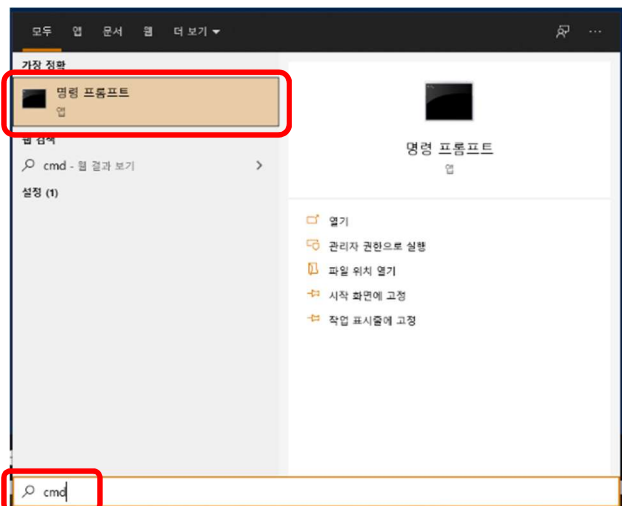 모두 앱 문서 웹 더 보기
가장 정확
명령 프롬프트
앱
웹 검색
cmd - 웹 결과 보기
설정 (1)
명령 프롬프트
앱
열기
관리자 권한으로 실행
파일 위치 열기
시작 화면에 고정
작업 표시줄에 고정
cmd